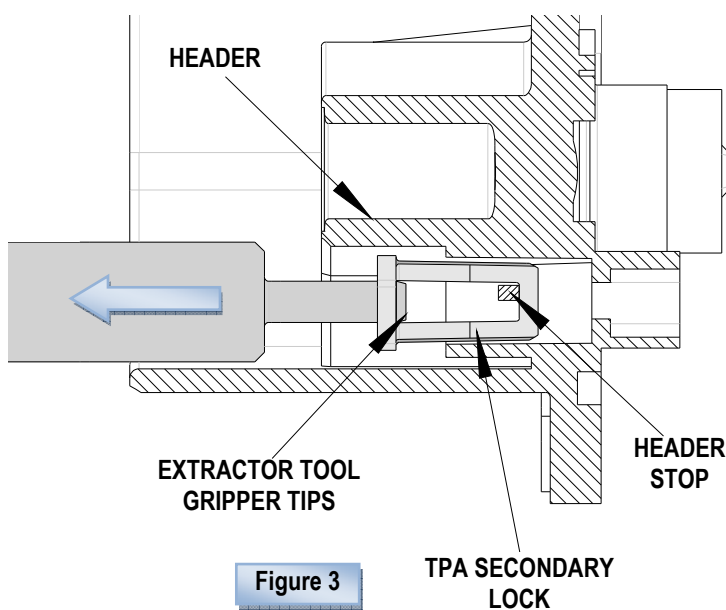 HEADER
HEADER
STOP
EXTRACTOR TOOL
GRIPPER TIPS
TPA SECONDARY
LOCK
Figure 3